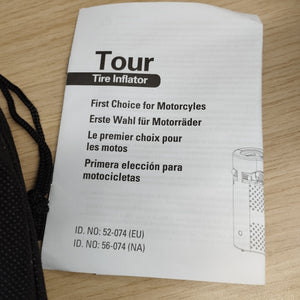 Tour
Tire Inflator
First Choice for Motorcyles
Erste Wahl für Motorräder
Le premier choix pour
les motos
Primera elección para
motocicletas
ID. NO: 52-074 (EU)
ID. NO: 56-074 (NA)